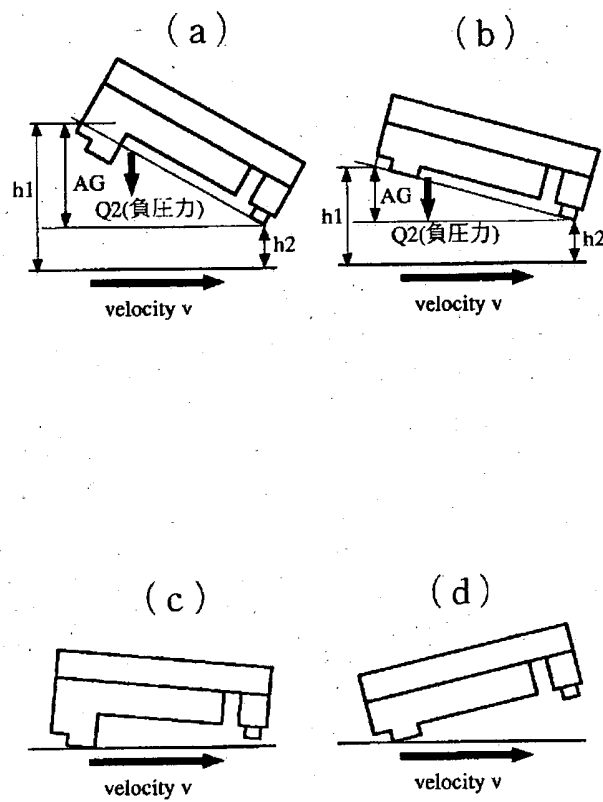 (a)
h1
AG
Q2(負圧力)
h2
velocity v
(b)
h1
AG
Q2(負圧力)
h2
velocity v
(c)
velocity v
(d)
velocity v